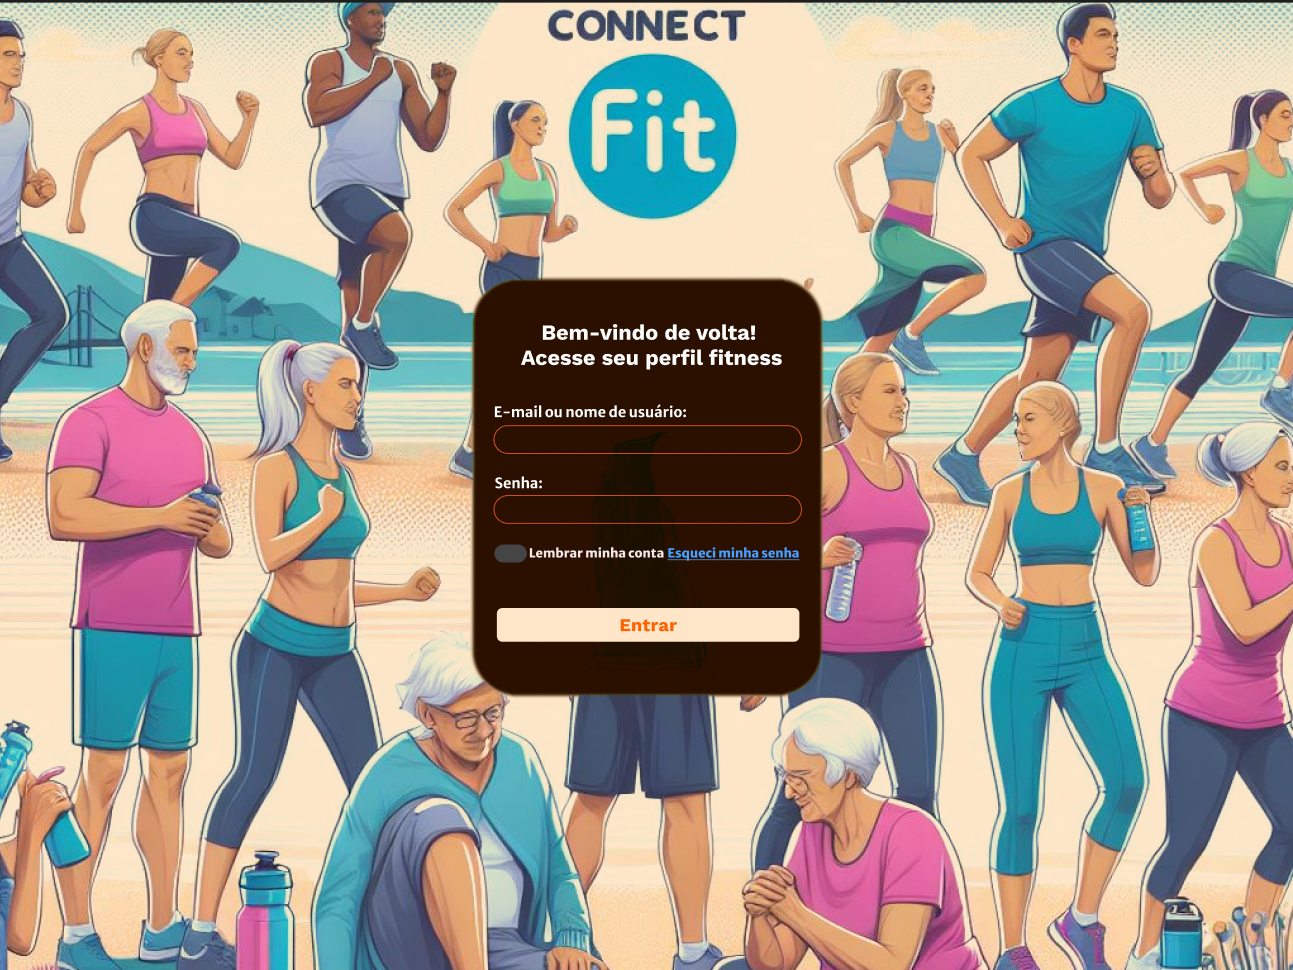 CONNECT
Fit
Bem-vindo de volta!
Acesse seu perfil fitness
E-mail ou nome de usuário:
Senha:
Lembrar minha conta Esqueci minha senha
Entrar